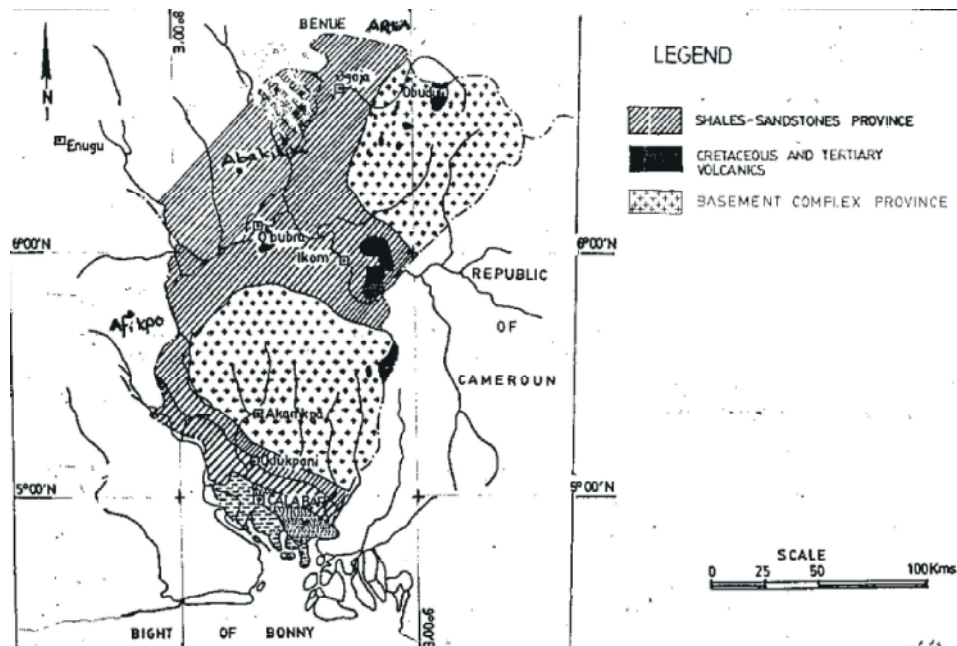 8°00'E
BENUE AREA
LEGEND
N
Ogoja
Obudu
Enugu
SHALES-SANDSTONES PROVINCE
CRETACEOUS AND TERTIARY
VOLCANICS
BASEMENT COMPLEX PROVINCE
Obubra
6°00'N
6°00'N
Ikom
REPUBLIC
OF
CAMEROUN
Afikpo
Akamkpa
Odukpani
5°00'N
CALABAR
5°00'N
SCALE
0 25 50 100Kms
9°00'E
BIGHT OF BONNY